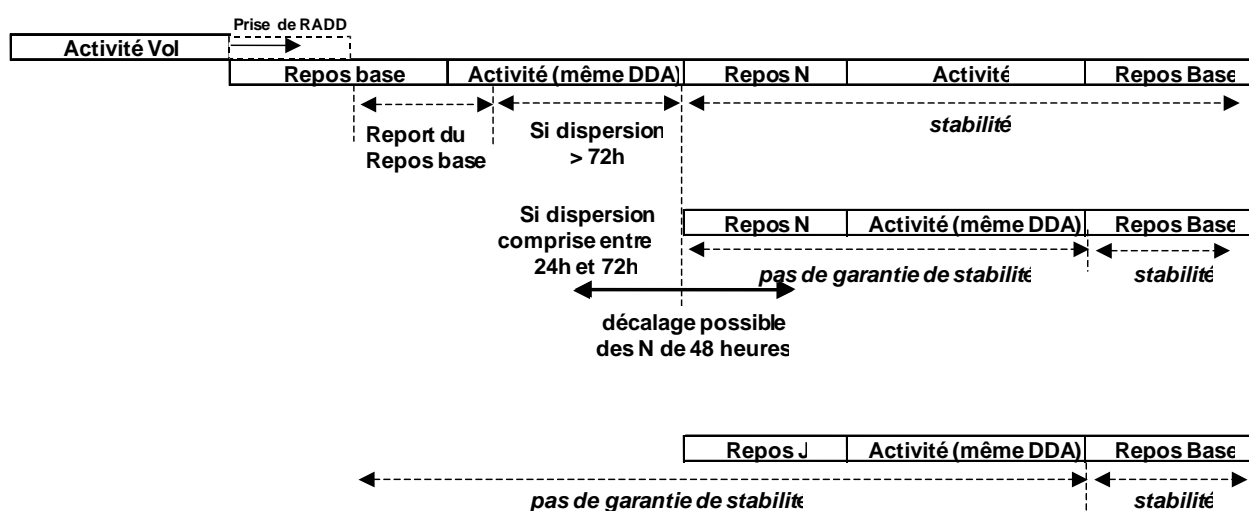 Prise de RADD
Activité Vol
Repos base
Activité (même DDA)
Repos N
Activité
Repos Base
Report du
Repos base
Si dispersion
> 72h
stabilité
Si dispersion
comprise entre
24h et 72h
Repos N
Activité (même DDA)
Repos Base
pas de garantie de stabilité
stabilité
décalage possible
des N de 48 heures
Repos J
Activité (même DDA)
Repos Base
pas de garantie de stabilité
stabilité